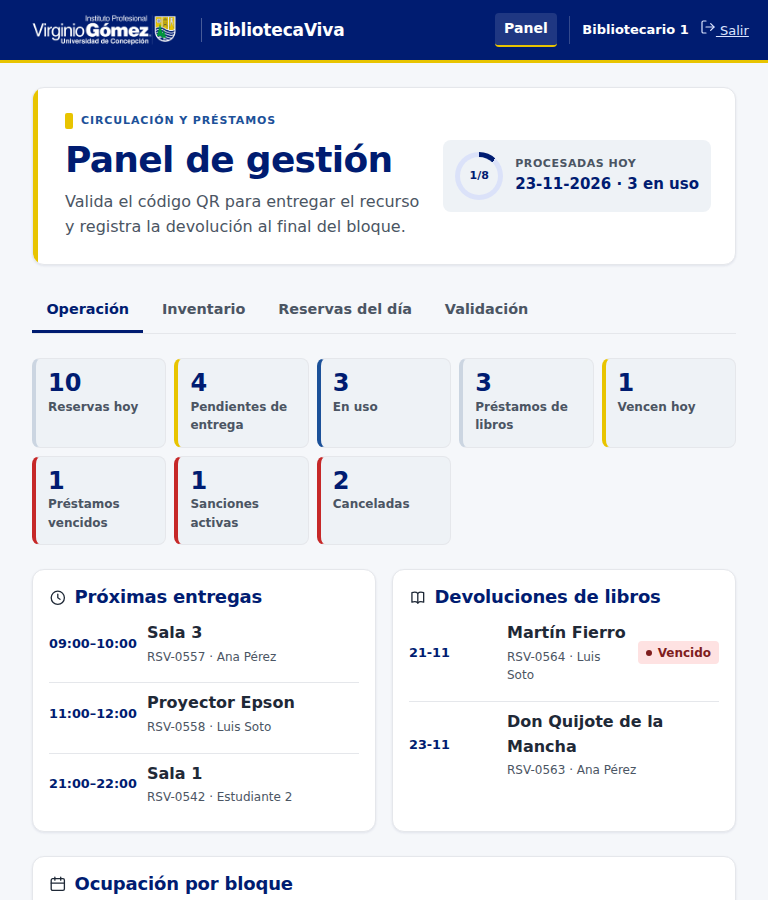 Instituto Profesional
VirginioGómez
Universidad de Concepción
BibliotecaViva
Panel
Bibliotecario 1
Salir
CIRCULACIÓN Y PRÉSTAMOS
Panel de gestión
Valida el código QR para entregar el recurso
y registra la devolución al final del bloque.
1/8
PROCESADAS HOY
23-11-2026 · 3 en uso
Operación
Inventario
Reservas del día
Validación
10
Reservas hoy
4
Pendientes de
entrega
3
En uso
3
Préstamos de
libros
1
Vencen hoy
1
Préstamos
vencidos
1
Sanciones
activas
2
Canceladas
Próximas entregas
09:00–10:00
Sala 3
RSV-0557 · Ana Pérez
11:00–12:00
Proyector Epson
RSV-0558 · Luis Soto
21:00–22:00
Sala 1
RSV-0542 · Estudiante 2
Devoluciones de libros
21-11
Martín Fierro
RSV-0564 · Luis
Soto
Vencido
23-11
Don Quijote de la
Mancha
RSV-0563 · Ana Pérez
Ocupación por bloque